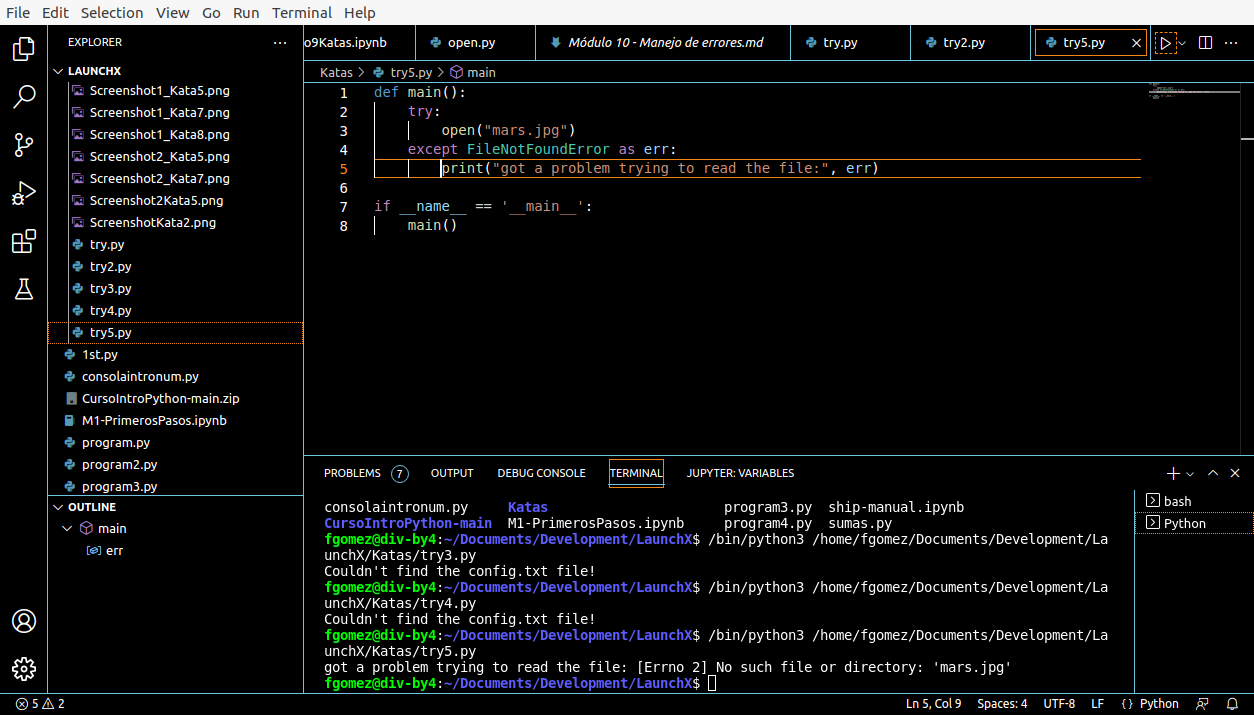 File Edit Selection View Go Run Terminal Help
EXPLORER
o9Katas.ipynb open.py Módulo 10 - Manejo de errores.md try.py try2.py try5.py
LAUNCHX
Katas > try5.py > main
Screenshot1_Kata5.png
Screenshot1_Kata7.png
Screenshot1_Kata8.png
Screenshot2_Kata5.png
Screenshot2_Kata7.png
Screenshot2Kata5.png
ScreenshotKata2.png
try.py
try2.py
try3.py
try4.py
try5.py
1st.py
consolaintronum.py
CursoIntroPython-main.zip
M1-PrimerosPasos.ipynb
program.py
program2.py
program3.py
OUTLINE
main
err
1 def main():
2 try:
3 open("mars.jpg")
4 except FileNotFoundError as err:
5 print("got a problem trying to read the file:", err)
6
7 if __name__ == '__main__':
8 main()
PROBLEMS 7 OUTPUT DEBUG CONSOLE TERMINAL JUPYTER: VARIABLES
consolaintronum.py Katas program3.py ship-manual.ipynb
CursoIntroPython-main M1-PrimerosPasos.ipynb program4.py sumas.py
fgomez@div-by4:~/Documents/Development/LaunchX$ /bin/python3 /home/fgomez/Documents/Development/La
unchX/Katas/try3.py
Couldn't find the config.txt file!
fgomez@div-by4:~/Documents/Development/LaunchX$ /bin/python3 /home/fgomez/Documents/Development/La
unchX/Katas/try4.py
Couldn't find the config.txt file!
fgomez@div-by4:~/Documents/Development/LaunchX$ /bin/python3 /home/fgomez/Documents/Development/La
unchX/Katas/try5.py
got a problem trying to read the file: [Errno 2] No such file or directory: 'mars.jpg'
fgomez@div-by4:~/Documents/Development/LaunchX$
bash
Python
5 2 Ln 5, Col 9 Spaces: 4 UTF-8 LF { } Python